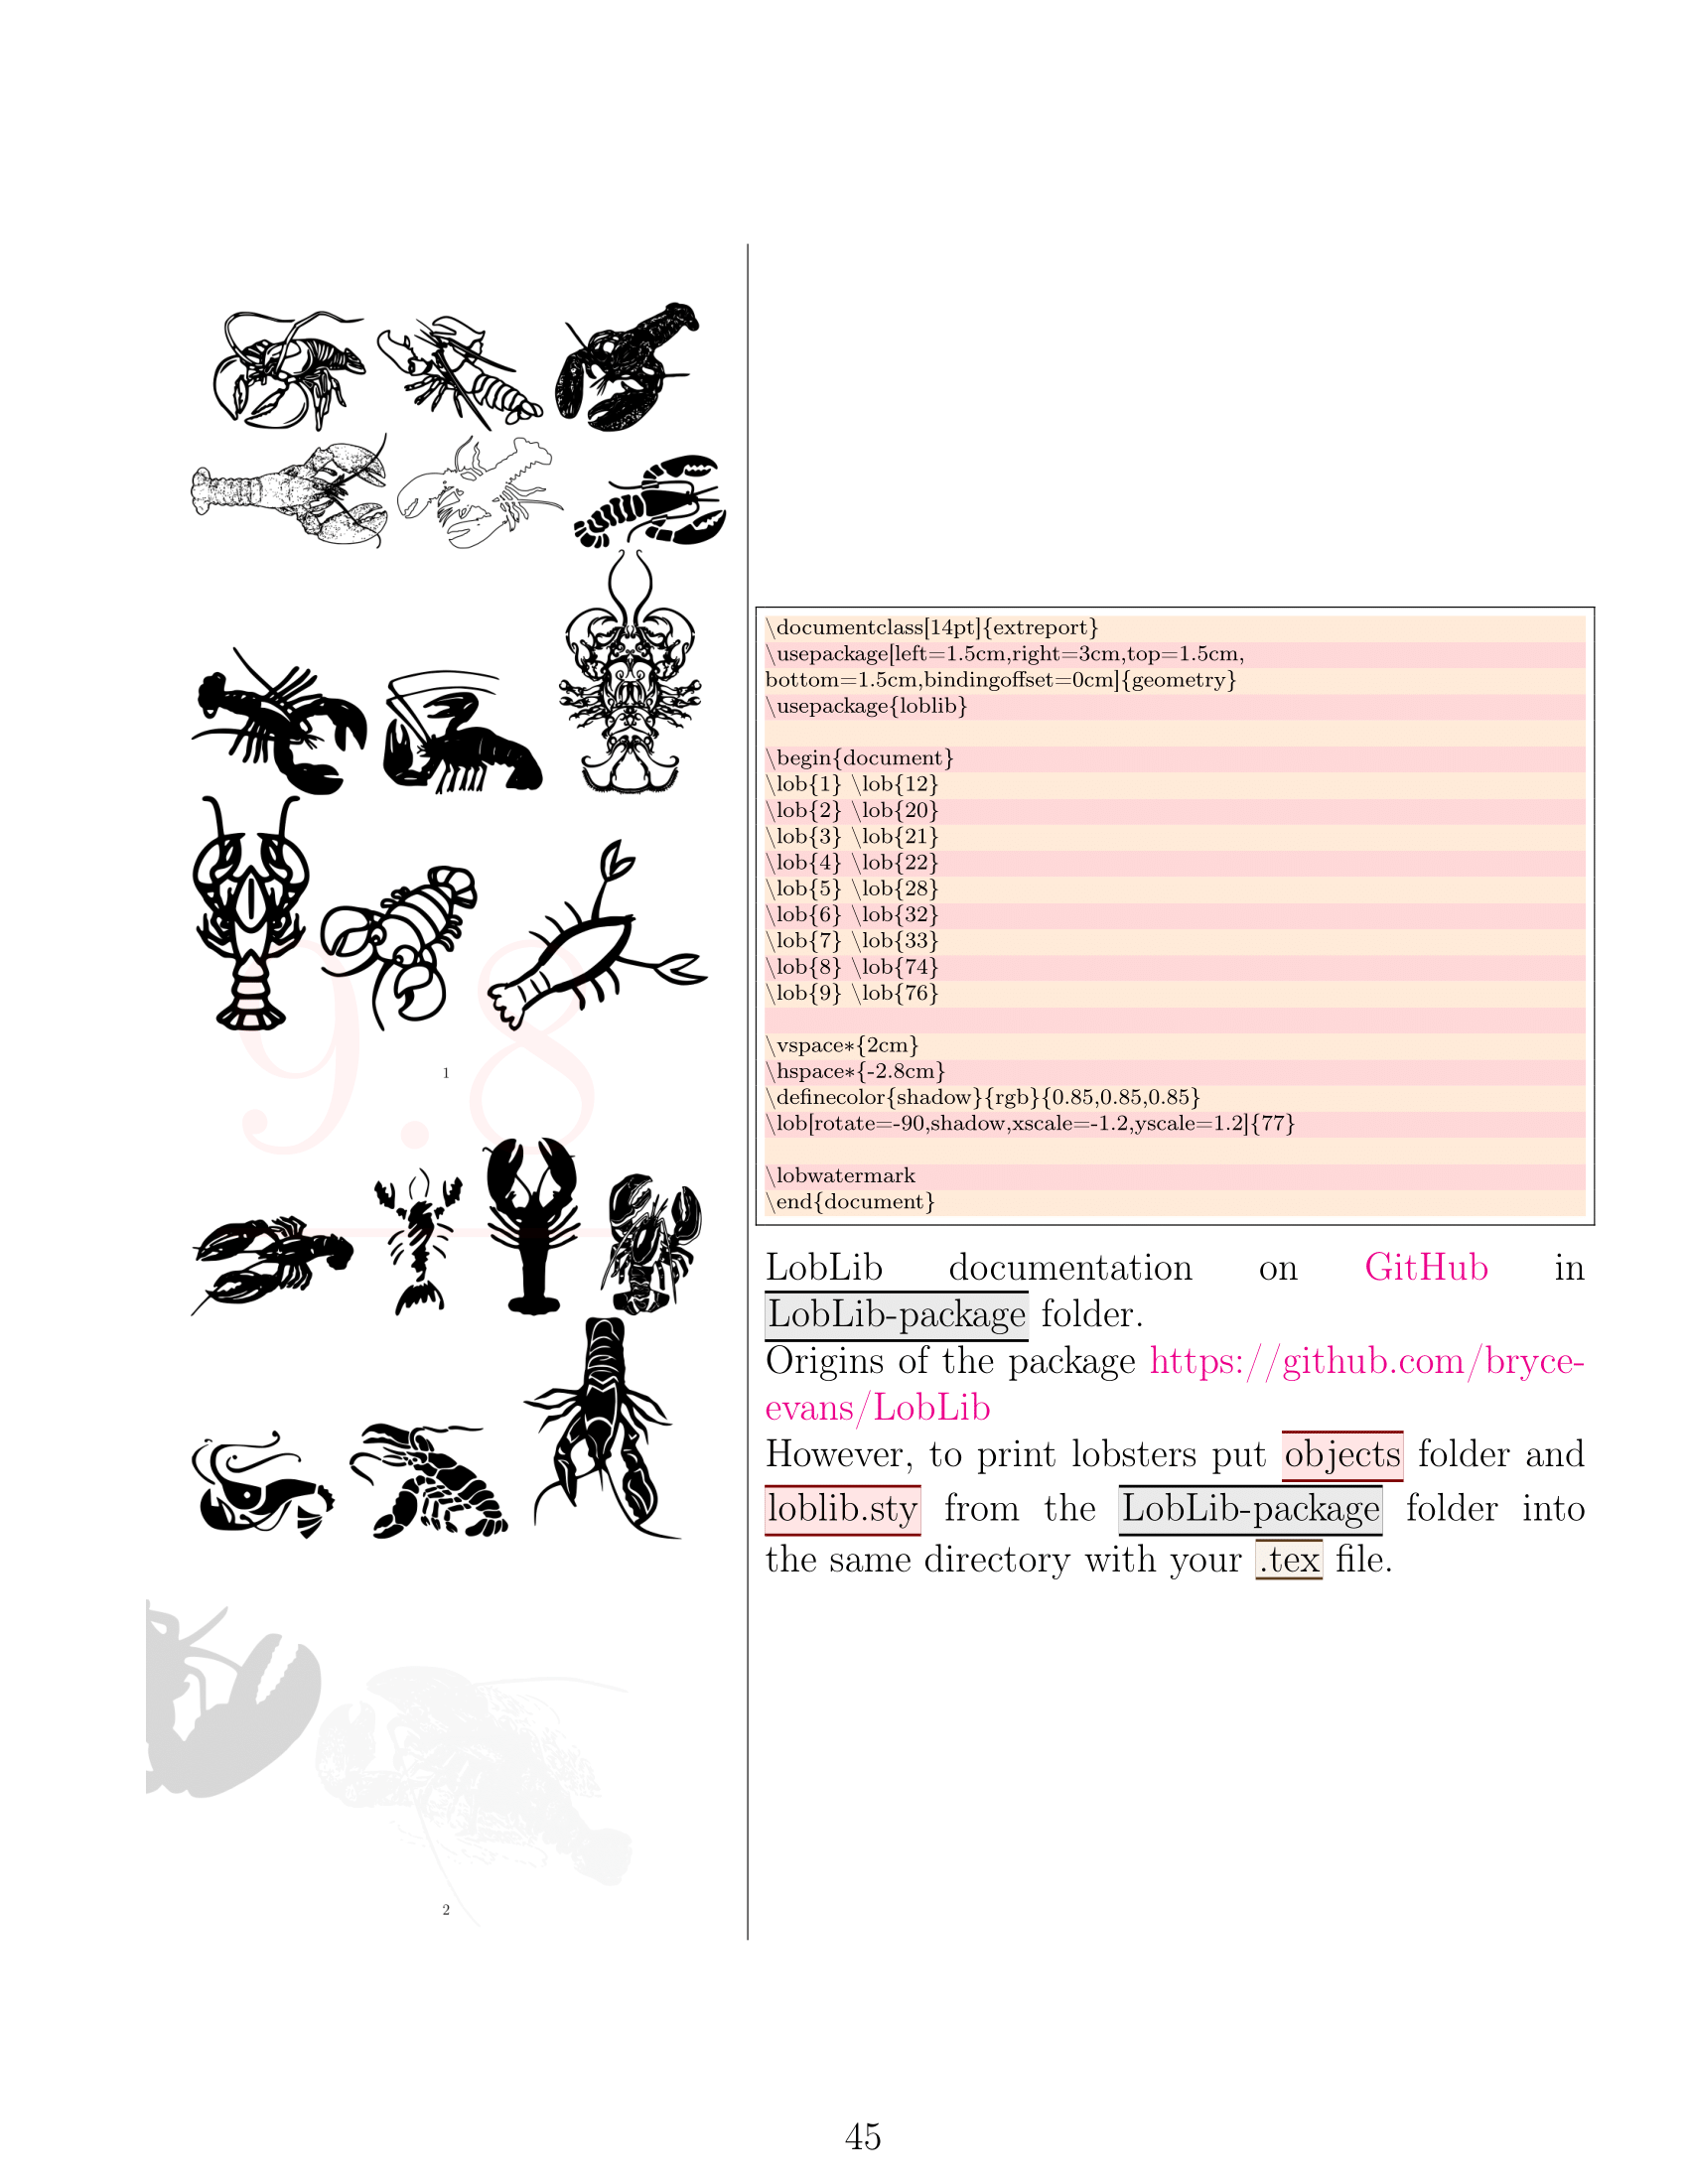 9.8
1
2
\documentclass[14pt]{extreport}
\usepackage[left=1.5cm,right=3cm,top=1.5cm,
bottom=1.5cm,bindingoffset=0cm]{geometry}
\usepackage{loblib}
\begin{document}
\lob{1} \lob{12}
\lob{2} \lob{20}
\lob{3} \lob{21}
\lob{4} \lob{22}
\lob{5} \lob{28}
\lob{6} \lob{32}
\lob{7} \lob{33}
\lob{8} \lob{74}
\lob{9} \lob{76}
\vspace*{2cm}
\hspace*{-2.8cm}
\definecolor{shadow}{rgb}{0.85,0.85,0.85}
\lob[rotate=-90,shadow,xscale=-1.2,yscale=1.2]{77}
\lobwatermark
\end{document}
LobLib documentation on GitHub in
LobLib-package folder.
Origins of the package https://github.com/bryce-
evans/LobLib
However, to print lobsters put objects folder and
loblib.sty from the LobLib-package folder into
the same directory with your .tex file.
45